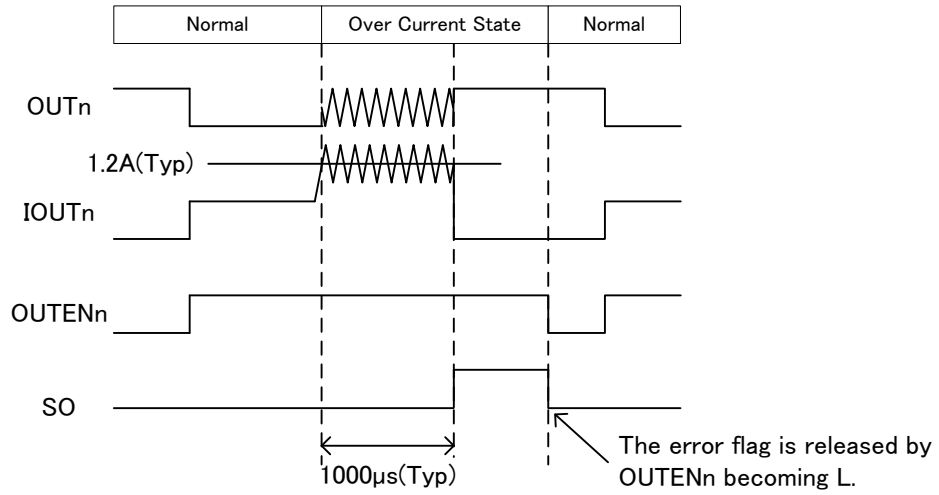 Normal Over Current State Normal
OUTn
1.2A(Typ)
IOUTn
OUTENn
SO
1000μs(Typ)
The error flag is released by
OUTENn becoming L.